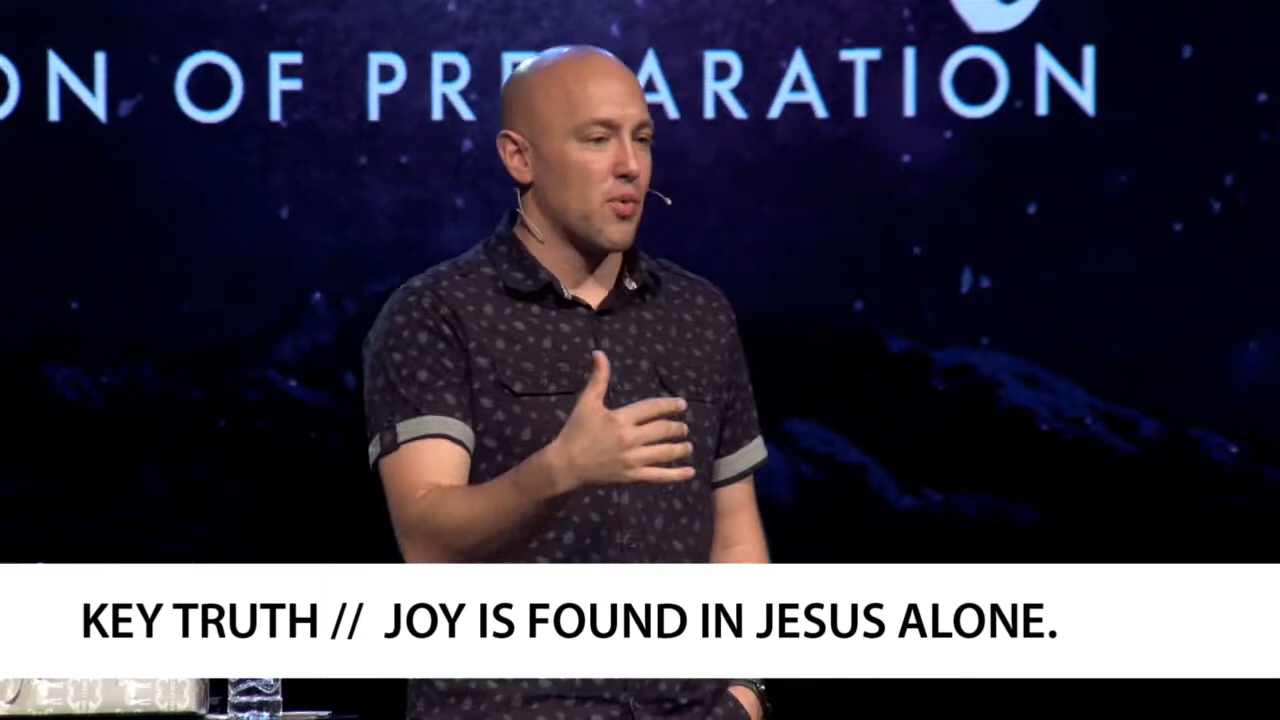 ON OF PREPARATION
KEY TRUTH // JOY IS FOUND IN JESUS ALONE.